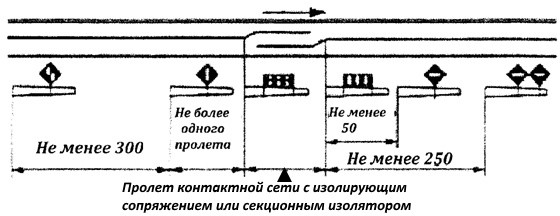 Не более
одного
пролета
Не менее
50
Не менее 300
Не менее 250
Пролет контактной сети с изолирующим
сопряжением или секционным изолятором